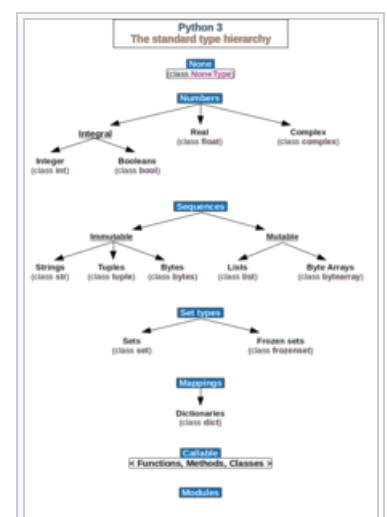 Python 3
The standard type hierarchy
None
(class NoneType)
Numbers
Integral Real Complex
(class float) (class complex)
Integer Booleans
(class int) (class bool)
Sequences
Immutable Mutable
Strings Tuples Bytes Lists Byte Arrays
(class str) (class tuple) (class bytes) (class list) (class bytearray)
Set types
Sets Frozen sets
(class set) (class frozenset)
Mappings
Dictionaries
(class dict)
Callable
< Functions, Methods, Classes >
Modules